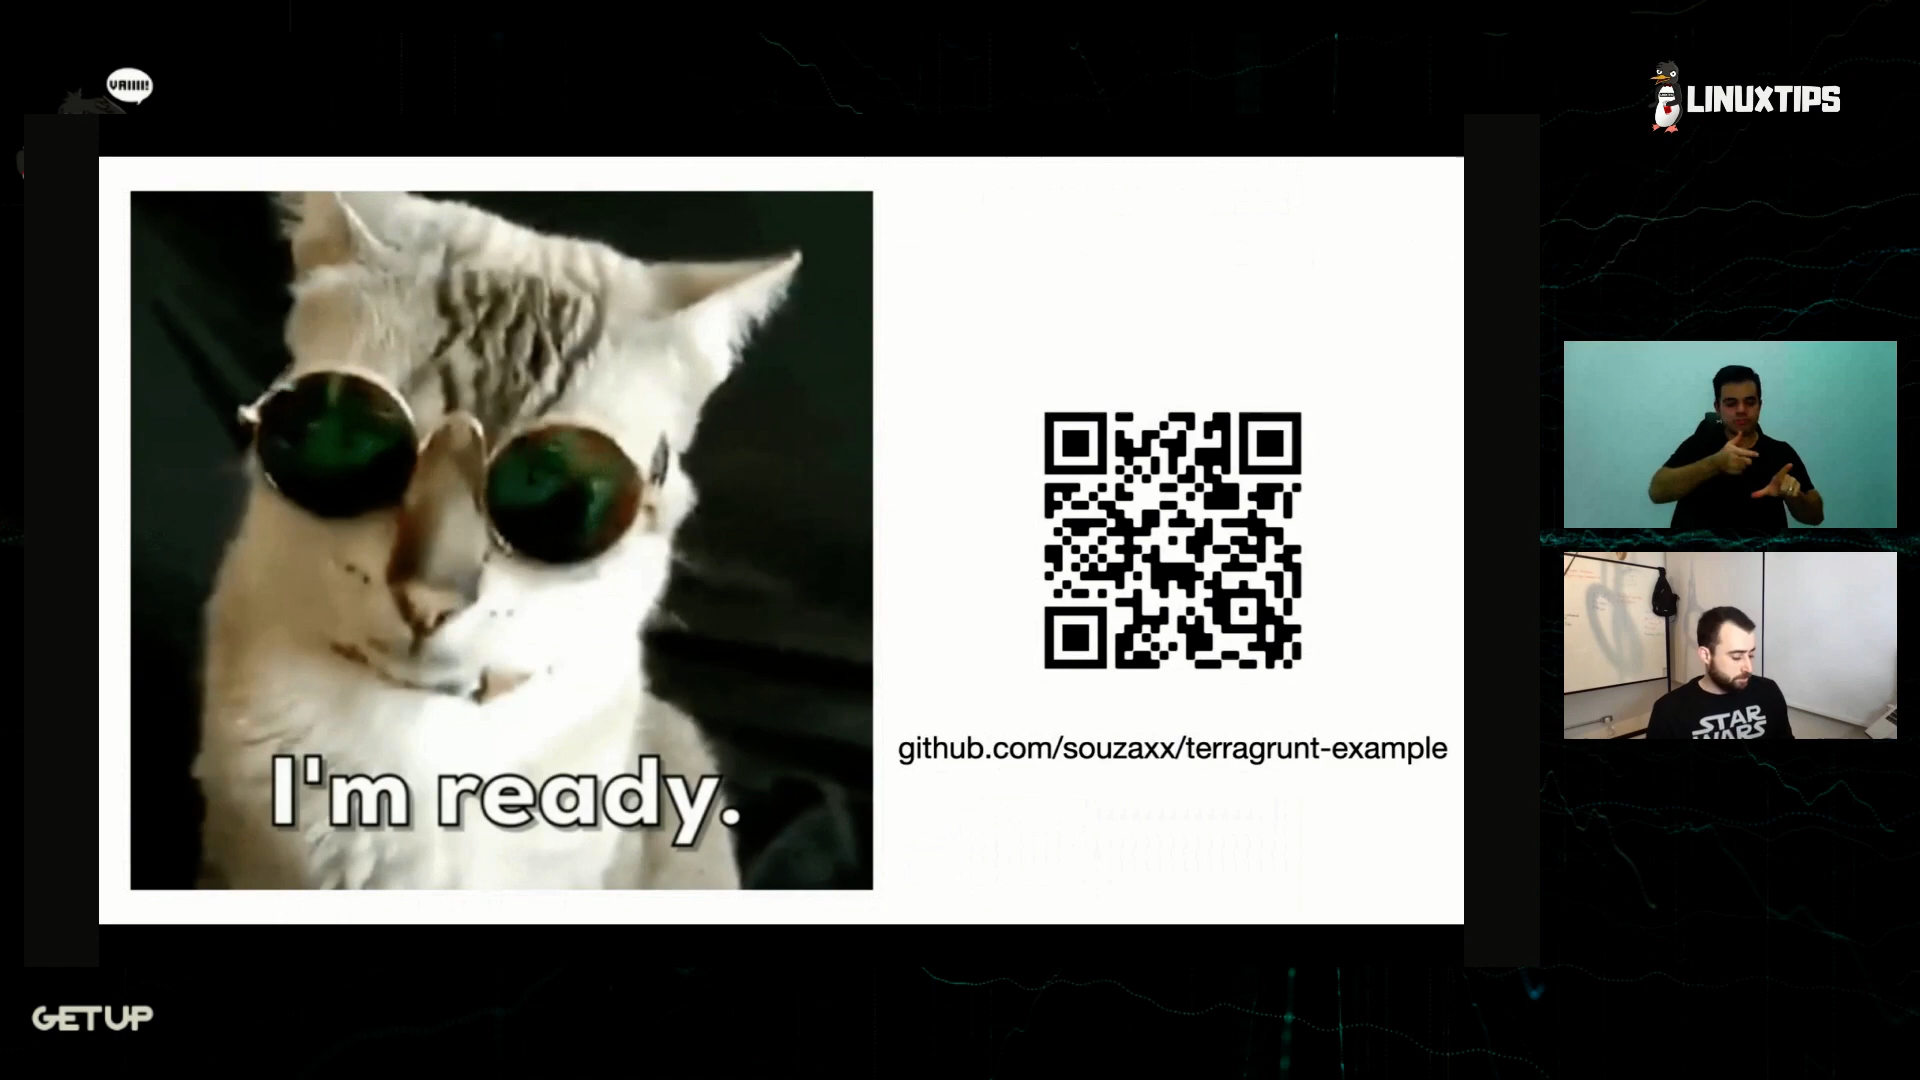 VAIIII!
LINUXTIPS
I'm ready.
github.com/souzaxx/terragrunt-example
STAR
WARS
GETUP